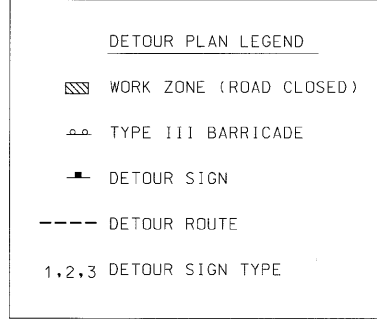 DETOUR PLAN LEGEND
WORK ZONE (ROAD CLOSED)
TYPE III BARRICADE
DETOUR SIGN
DETOUR ROUTE
1,2,3 DETOUR SIGN TYPE